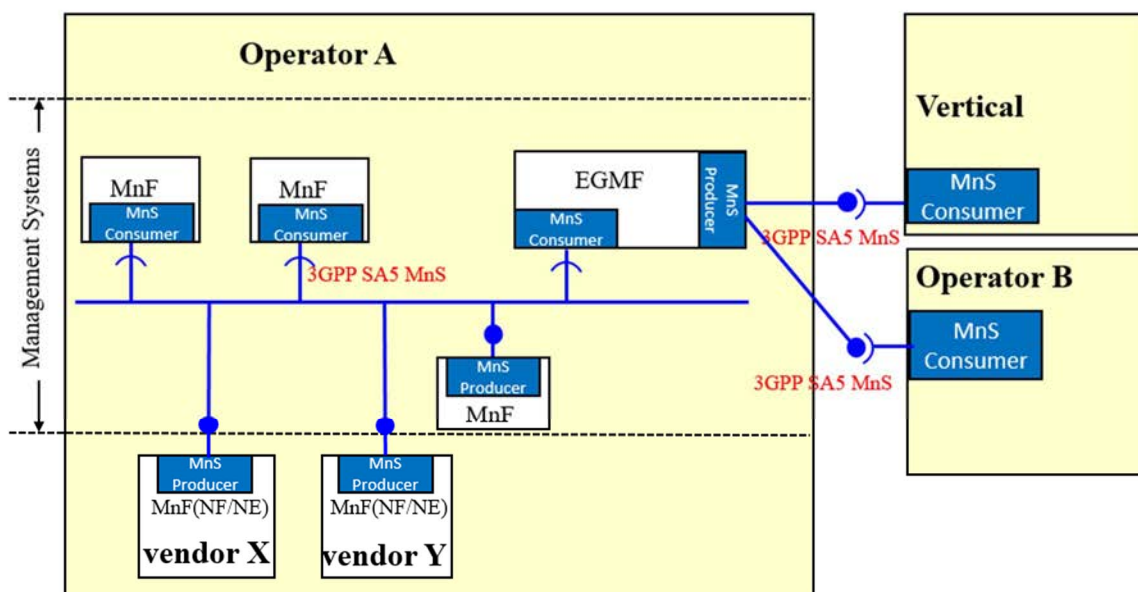 Operator A
Vertical
Management Systems
MnF
MnS
Consumer
MnF
MnS
Consumer
EGMF
MnS
Consumer
MnS
Producer
MnS
Consumer
3GPP SA5 MnS
3GPP SA5 MnS
Operator B
MnS
Consumer
3GPP SA5 MnS
MnS
Producer
MnF
MnS
Producer
MnF(NF/NE)
vendor X
MnS
Producer
MnF(NF/NE)
vendor Y